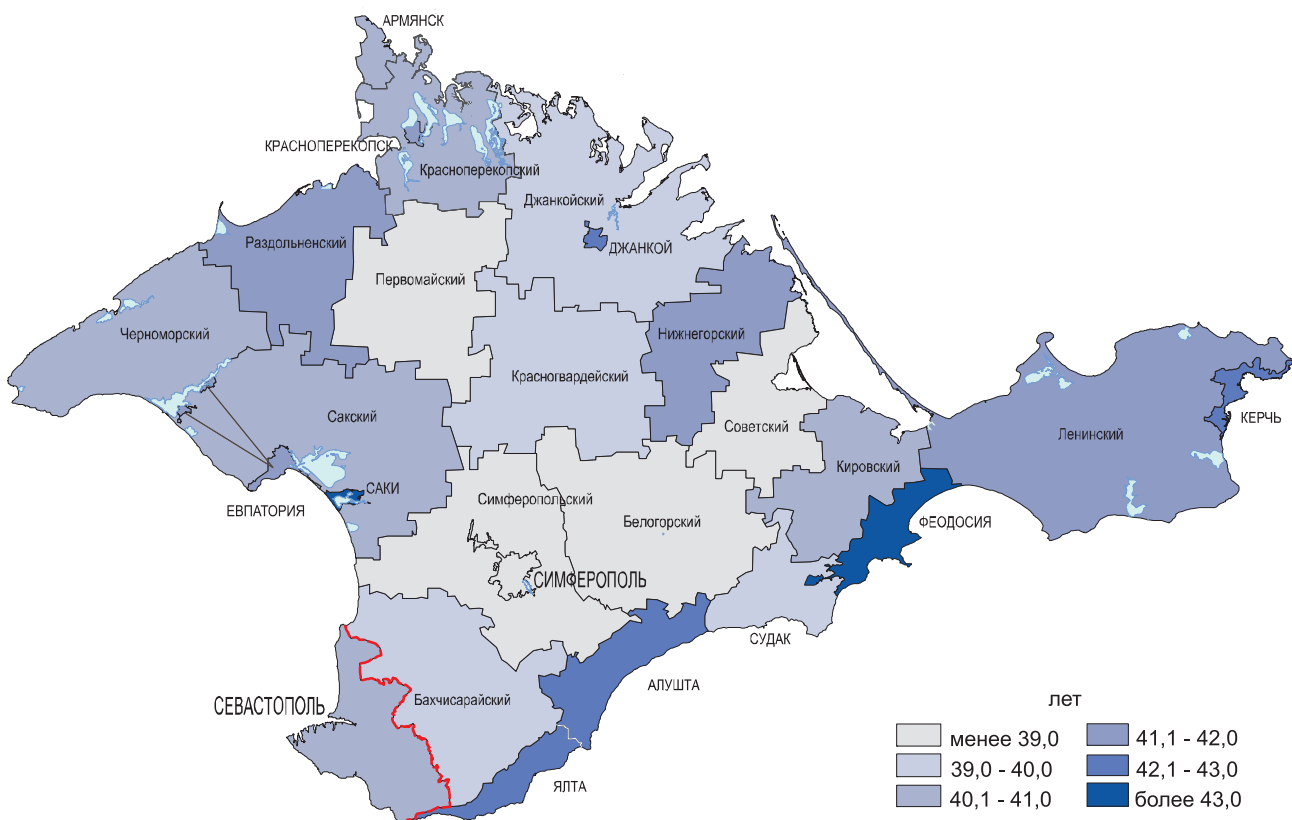 АРМЯНСК
КРАСНОПЕРЕКОПСК
Красноперекопский
Джанкойский
Раздольненский
ДЖАНКОЙ
Первомайский
Черноморский
Нижнегорский
Красногвардейский
Сакский
Советский
Ленинский
КЕРЧЬ
Кировский
САКИ
Симферопольский
ЕВПАТОРИЯ
Белогорский
ФЕОДОСИЯ
СИМФЕРОПОЛЬ
СУДАК
АЛУШТА
Бахчисарайский
СЕВАСТОПОЛЬ
ЯЛТА
лет
менее 39,0
39,0 - 40,0
40,1 - 41,0
41,1 - 42,0
42,1 - 43,0
более 43,0